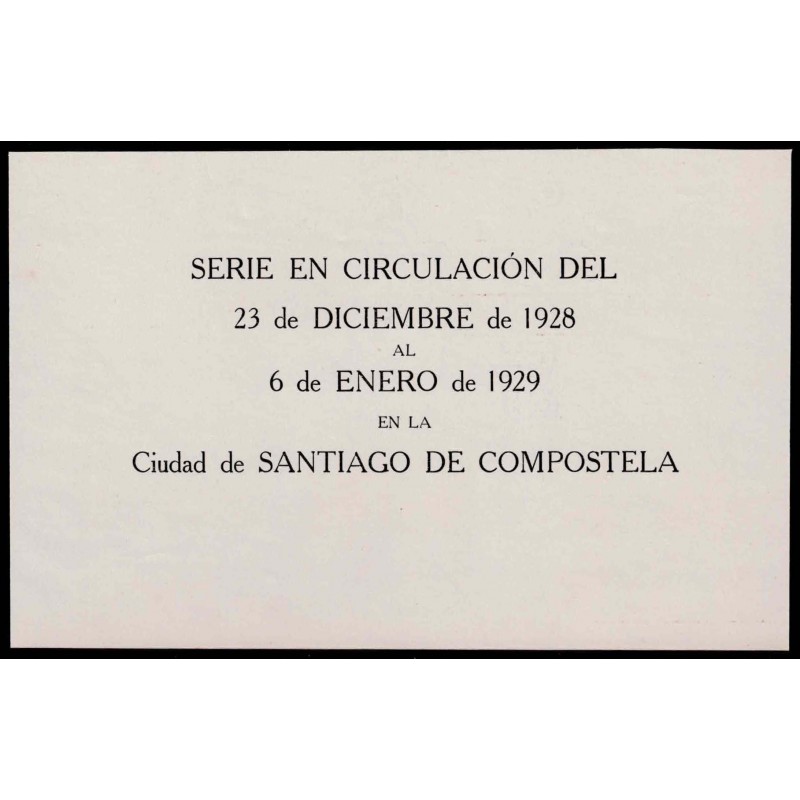 SERIE EN CIRCULACIÓN DEL
23 de DICIEMBRE de 1928
AL
6 de ENERO de 1929
EN LA
Ciudad de SANTIAGO DE COMPOSTELA